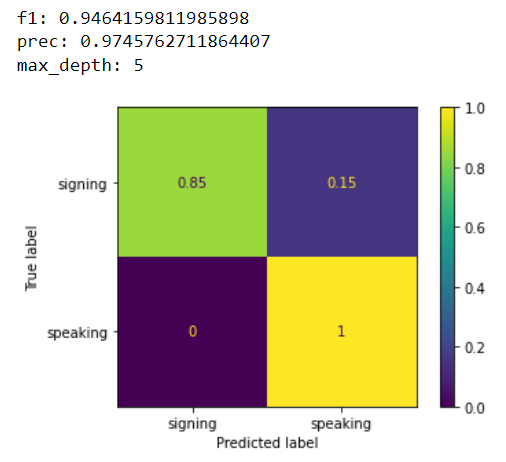 f1: 0.9464159811985898
prec: 0.9745762711864407
max_depth: 5
1.0
signing
0.85
0.15
0.8
0.6
True label
0.4
speaking
0
1
0.2
0.0
signing
speaking
Predicted label